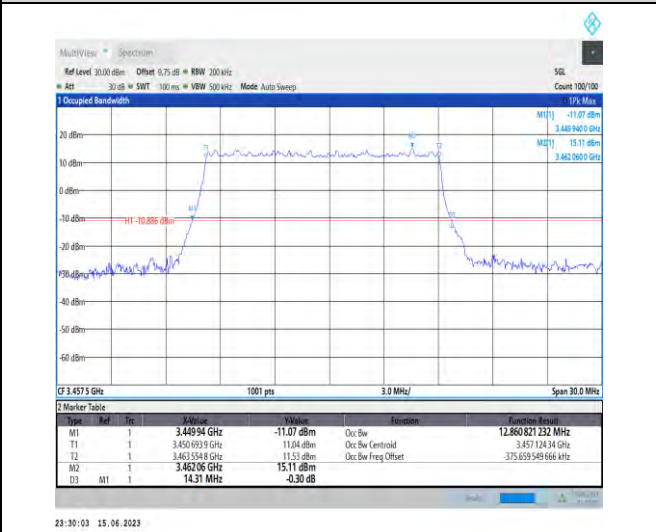 MultiView Spectrum
Ref Level 30.00 dBm Offset 9.75 dB RBW 200 kHz SGL
Att 30 dB SWT 100 ms VBW 500 kHz Mode Auto Sweep Count 100/100
1 Occupied Bandwidth 1Pk Max
M1[1] -11.07 dBm
3.449 940 0 GHz
M2[1] 15.11 dBm
3.462 060 0 GHz
20 dBm
T1 M2 T2
10 dBm
0 dBm
M1
-10 dBm H1 -10.886 dBm D3
-20 dBm
-30 dBm
-40 dBm
-50 dBm
-60 dBm
CF 3.457 5 GHz 1001 pts 3.0 MHz/ Span 30.0 MHz
2 Marker Table
Type Ref Trc X-Value Y-Value Function Function Result
M1 1 3.449 94 GHz -11.07 dBm Occ Bw 12.860 821 232 MHz
T1 1 3.450 693 9 GHz 11.04 dBm Occ Bw Centroid 3.457 124 34 GHz
T2 1 3.463 554 8 GHz 11.53 dBm Occ Bw Freq Offset -375.659 549 666 kHz
M2 1 3.462 06 GHz 15.11 dBm
D3 M1 1 14.31 MHz -0.30 dB
23:30:03 15.06.2023